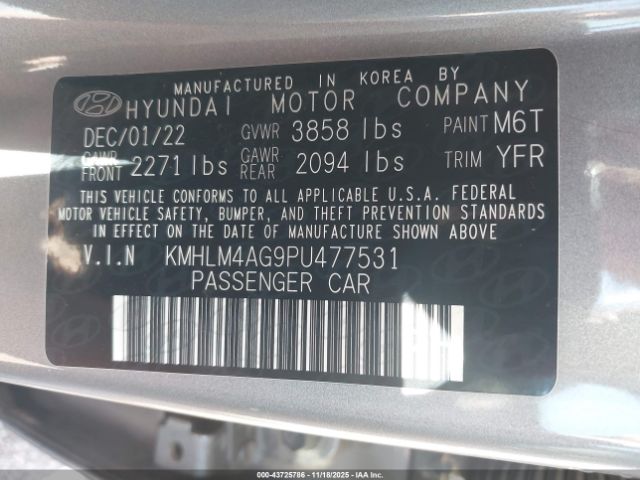 MANUFACTURED IN KOREA BY
HYUNDAI MOTOR COMPANY
DEC/01/22 GVWR 3858 lbs PAINT M6T
GAWR FRONT 2271 lbs GAWR REAR 2094 lbs TRIM YFR
THIS VEHICLE CONFORMS TO ALL APPLICABLE U.S.A. FEDERAL
MOTOR VEHICLE SAFETY, BUMPER, AND THEFT PREVENTION STANDARDS
IN EFFECT ON THE DATE OF MANUFACTURE SHOWN ABOVE
V.I.N KMHLM4AG9PU477531
PASSENGER CAR
000-43725786 - 11/18/2025 - IAA Inc.